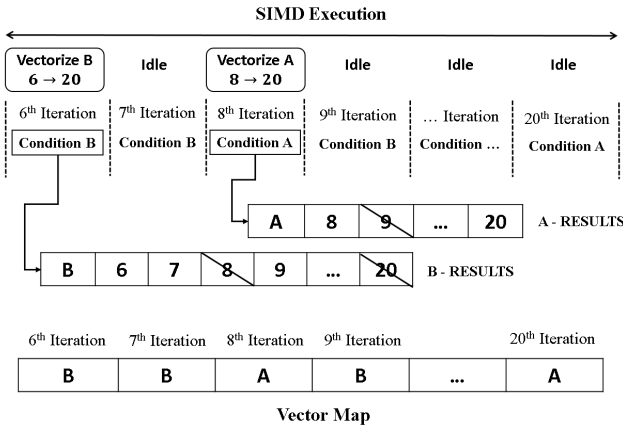 SIMD Execution
Vectorize B
6 → 20
Idle
Vectorize A
8 → 20
Idle
Idle
Idle
6th Iteration
Condition B
7th Iteration
Condition B
8th Iteration
Condition A
9th Iteration
Condition B
... Iteration
Condition ...
20th Iteration
Condition A
A 8 9 ... 20 A - RESULTS
B 6 7 8 9 ... 20 B - RESULTS
6th Iteration 7th Iteration 8th Iteration 9th Iteration 20th Iteration
B B A B ... A
Vector Map